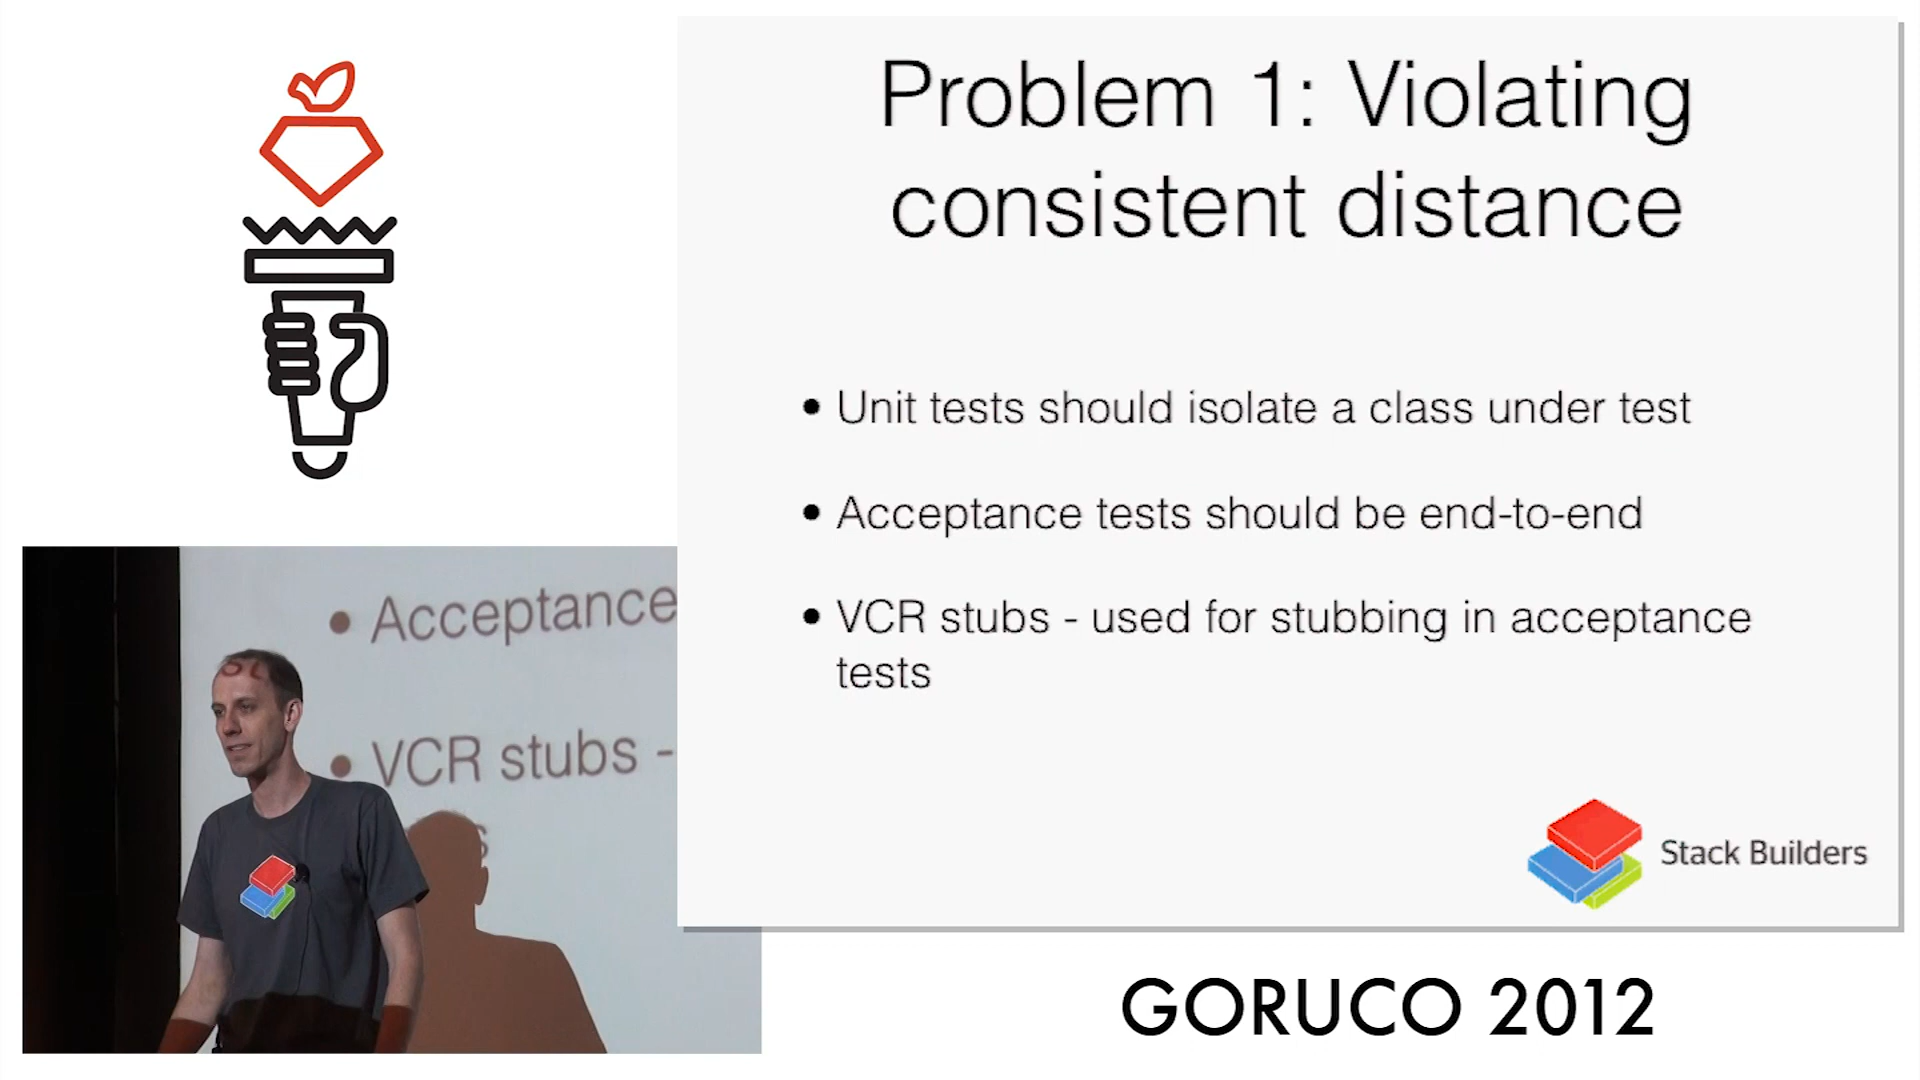 Problem 1: Violating
consistent distance
• Unit tests should isolate a class under test
• Acceptance tests should be end-to-end
• VCR stubs - used for stubbing in acceptance
tests
Stack Builders
• Acceptance
• VCR stubs -
GORUCO 2012